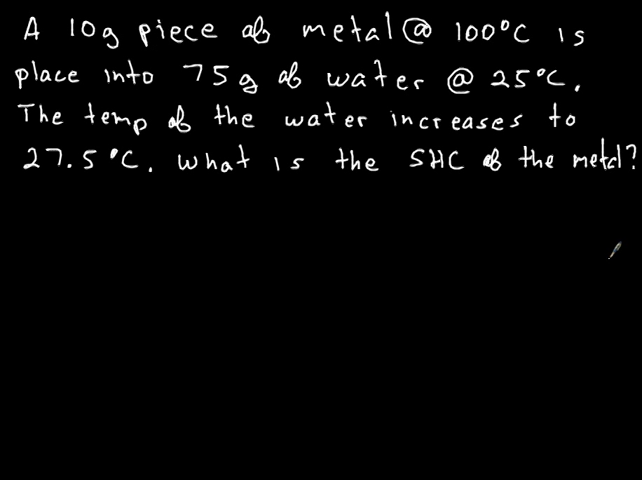 A 10g piece of metal @ 100°C is
place into 75g of water @ 25°C.
The temp of the water increases to
27.5°C. What is the SHC of the metal?